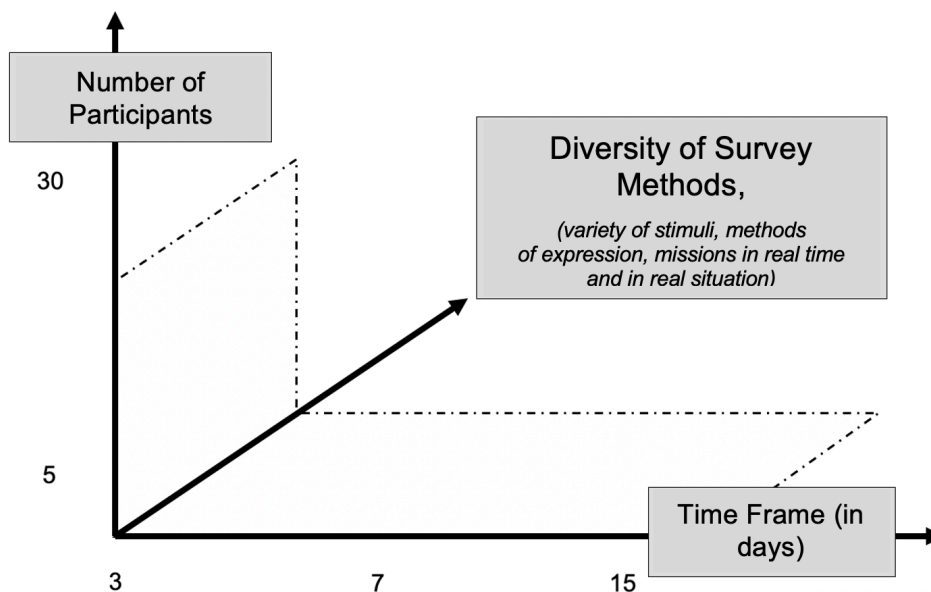 Number of
Participants
Diversity of Survey
Methods,
(variety of stimuli, methods
of expression, missions in real time
and in real situation)
30
5
Time Frame (in
days)
3
7
15